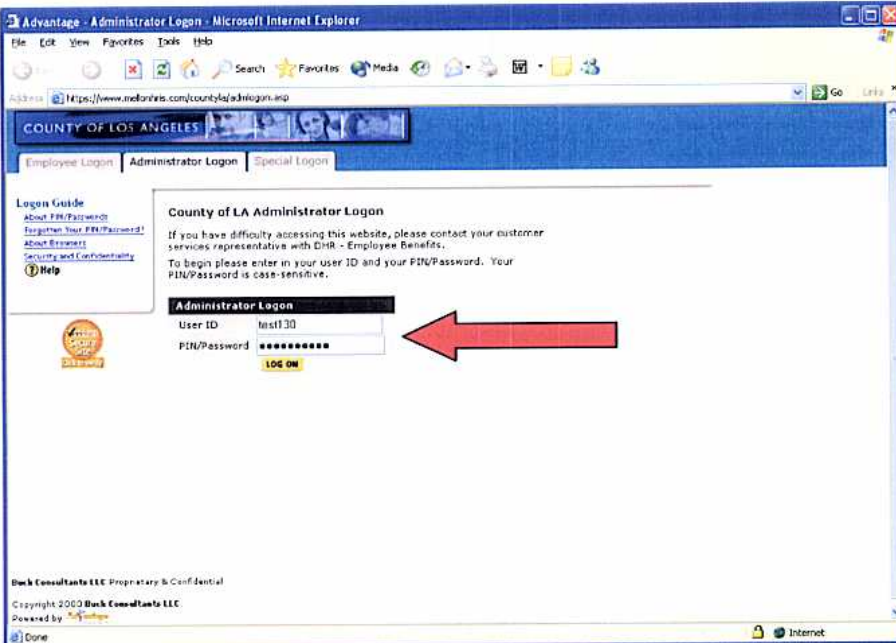 Advantage - Administrator Logon - Microsoft Internet Explorer
File Edit View Favorites Tools Help
Search Favorites Media
Address https://www.mellonhris.com/countyla/admlogon.asp Go Links
COUNTY OF LOS ANGELES
Employee Logon Administrator Logon Special Logon
Logon Guide
About PIN/Passwords
Forgotten Your PIN/Password?
About Browsers
Security and Confidentiality
Help
County of LA Administrator Logon
If you have difficulty accessing this website, please contact your customer
services representative with DHR - Employee Benefits.
To begin please enter in your user ID and your PIN/Password. Your
PIN/Password is case-sensitive.
Administrator Logon
User ID test130
PIN/Password ●●●●●●●●●●
LOG ON
Secure
Site
Buck Consultants LLC Proprietary & Confidential
Copyright 2000 Buck Consultants LLC
Powered by
Done Internet